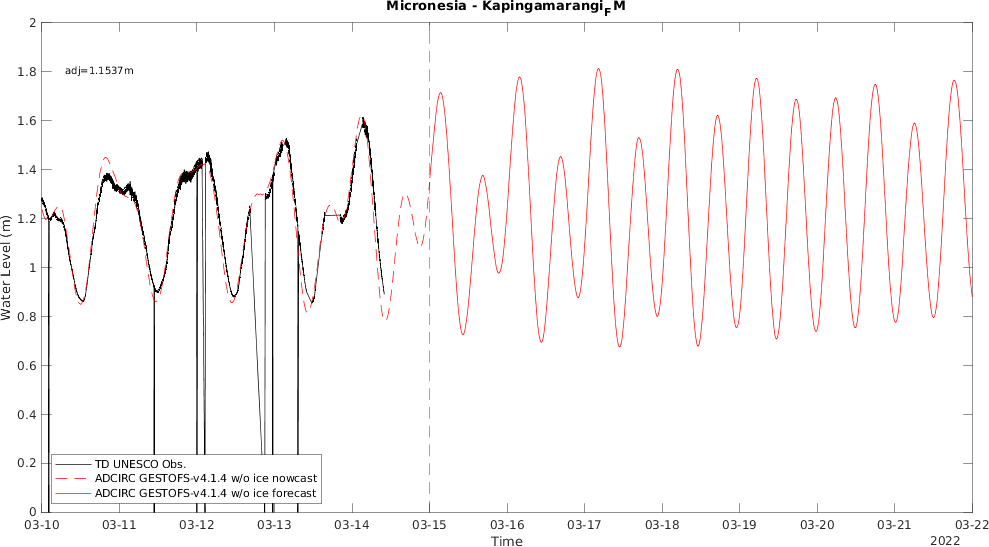 Micronesia - KapingamarangiFM
adj=1.1537m
Water Level (m)
2
1.8
1.6
1.4
1.2
1
0.8
0.6
0.4
0.2
0
TD UNESCO Obs.
ADCIRC GESTOFS-v4.1.4 w/o ice nowcast
ADCIRC GESTOFS-v4.1.4 w/o ice forecast
03-10 03-11 03-12 03-13 03-14 03-15 03-16 03-17 03-18 03-19 03-20 03-21 03-22
Time
2022